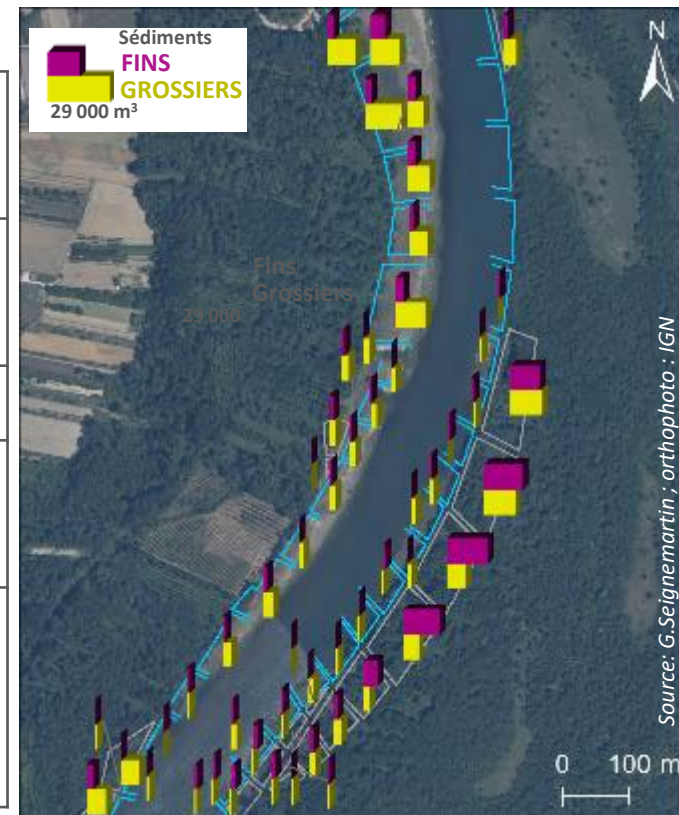 Sédiments
FINS
GROSSIERS
29 000 m³
N
Fins
Grossiers
29 000
Source: G.Seignemartin ; orthophoto : IGN
0 100 m